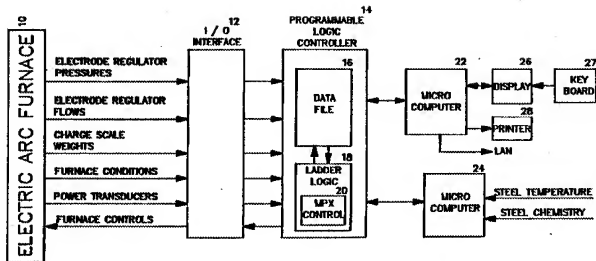 ELECTRIC ARC FURNACE
10
ELECTRODE REGULATOR
PRESSURES
ELECTRODE REGULATOR
FLOWS
CHARGE SCALE
WEIGHTS
FURNACE CONDITIONS
POWER TRANSDUCERS
FURNACE CONTROLS
12
I / O
INTERFACE
PROGRAMMABLE
LOGIC
CONTROLLER
14
16
DATA
FILE
18
LADDER
LOGIC
20
MPX
CONTROL
22
MICRO
COMPUTER
26
DISPLAY
27
KEY
BOARD
28
PRINTER
LAN
24
MICRO
COMPUTER
STEEL TEMPERATURE
STEEL CHEMISTRY